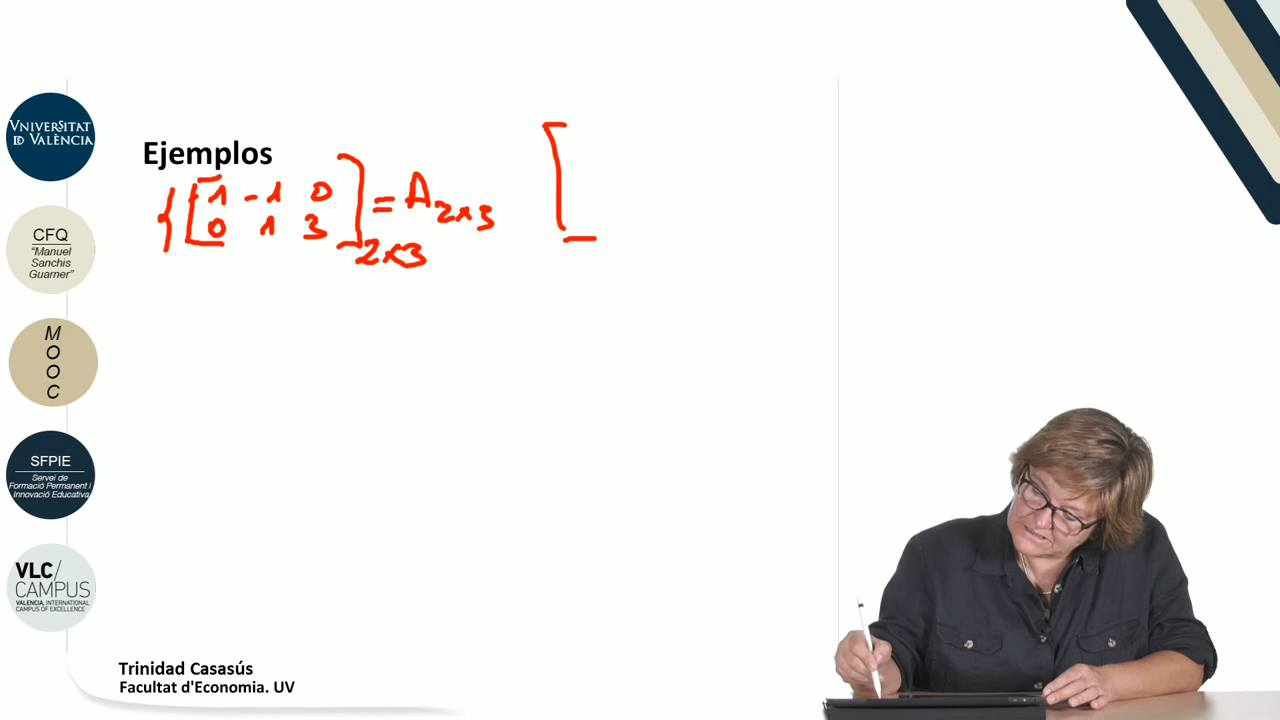 VNIVERSITAT
ID VALÈNCIA
CFQ
“Manuel
Sanchis
Guarner”
M
O
O
C
SFPIE
Servei de
Formació Permanent i
Innovació Educativa
VLC/
CAMPUS
VALENCIA, INTERNATIONAL
CAMPUS OF EXCELLENCE
Ejemplos
{[1 -1 0
0 1 3]2x3 = A2x3 [
Trinidad Casasús
Facultat d'Economia. UV